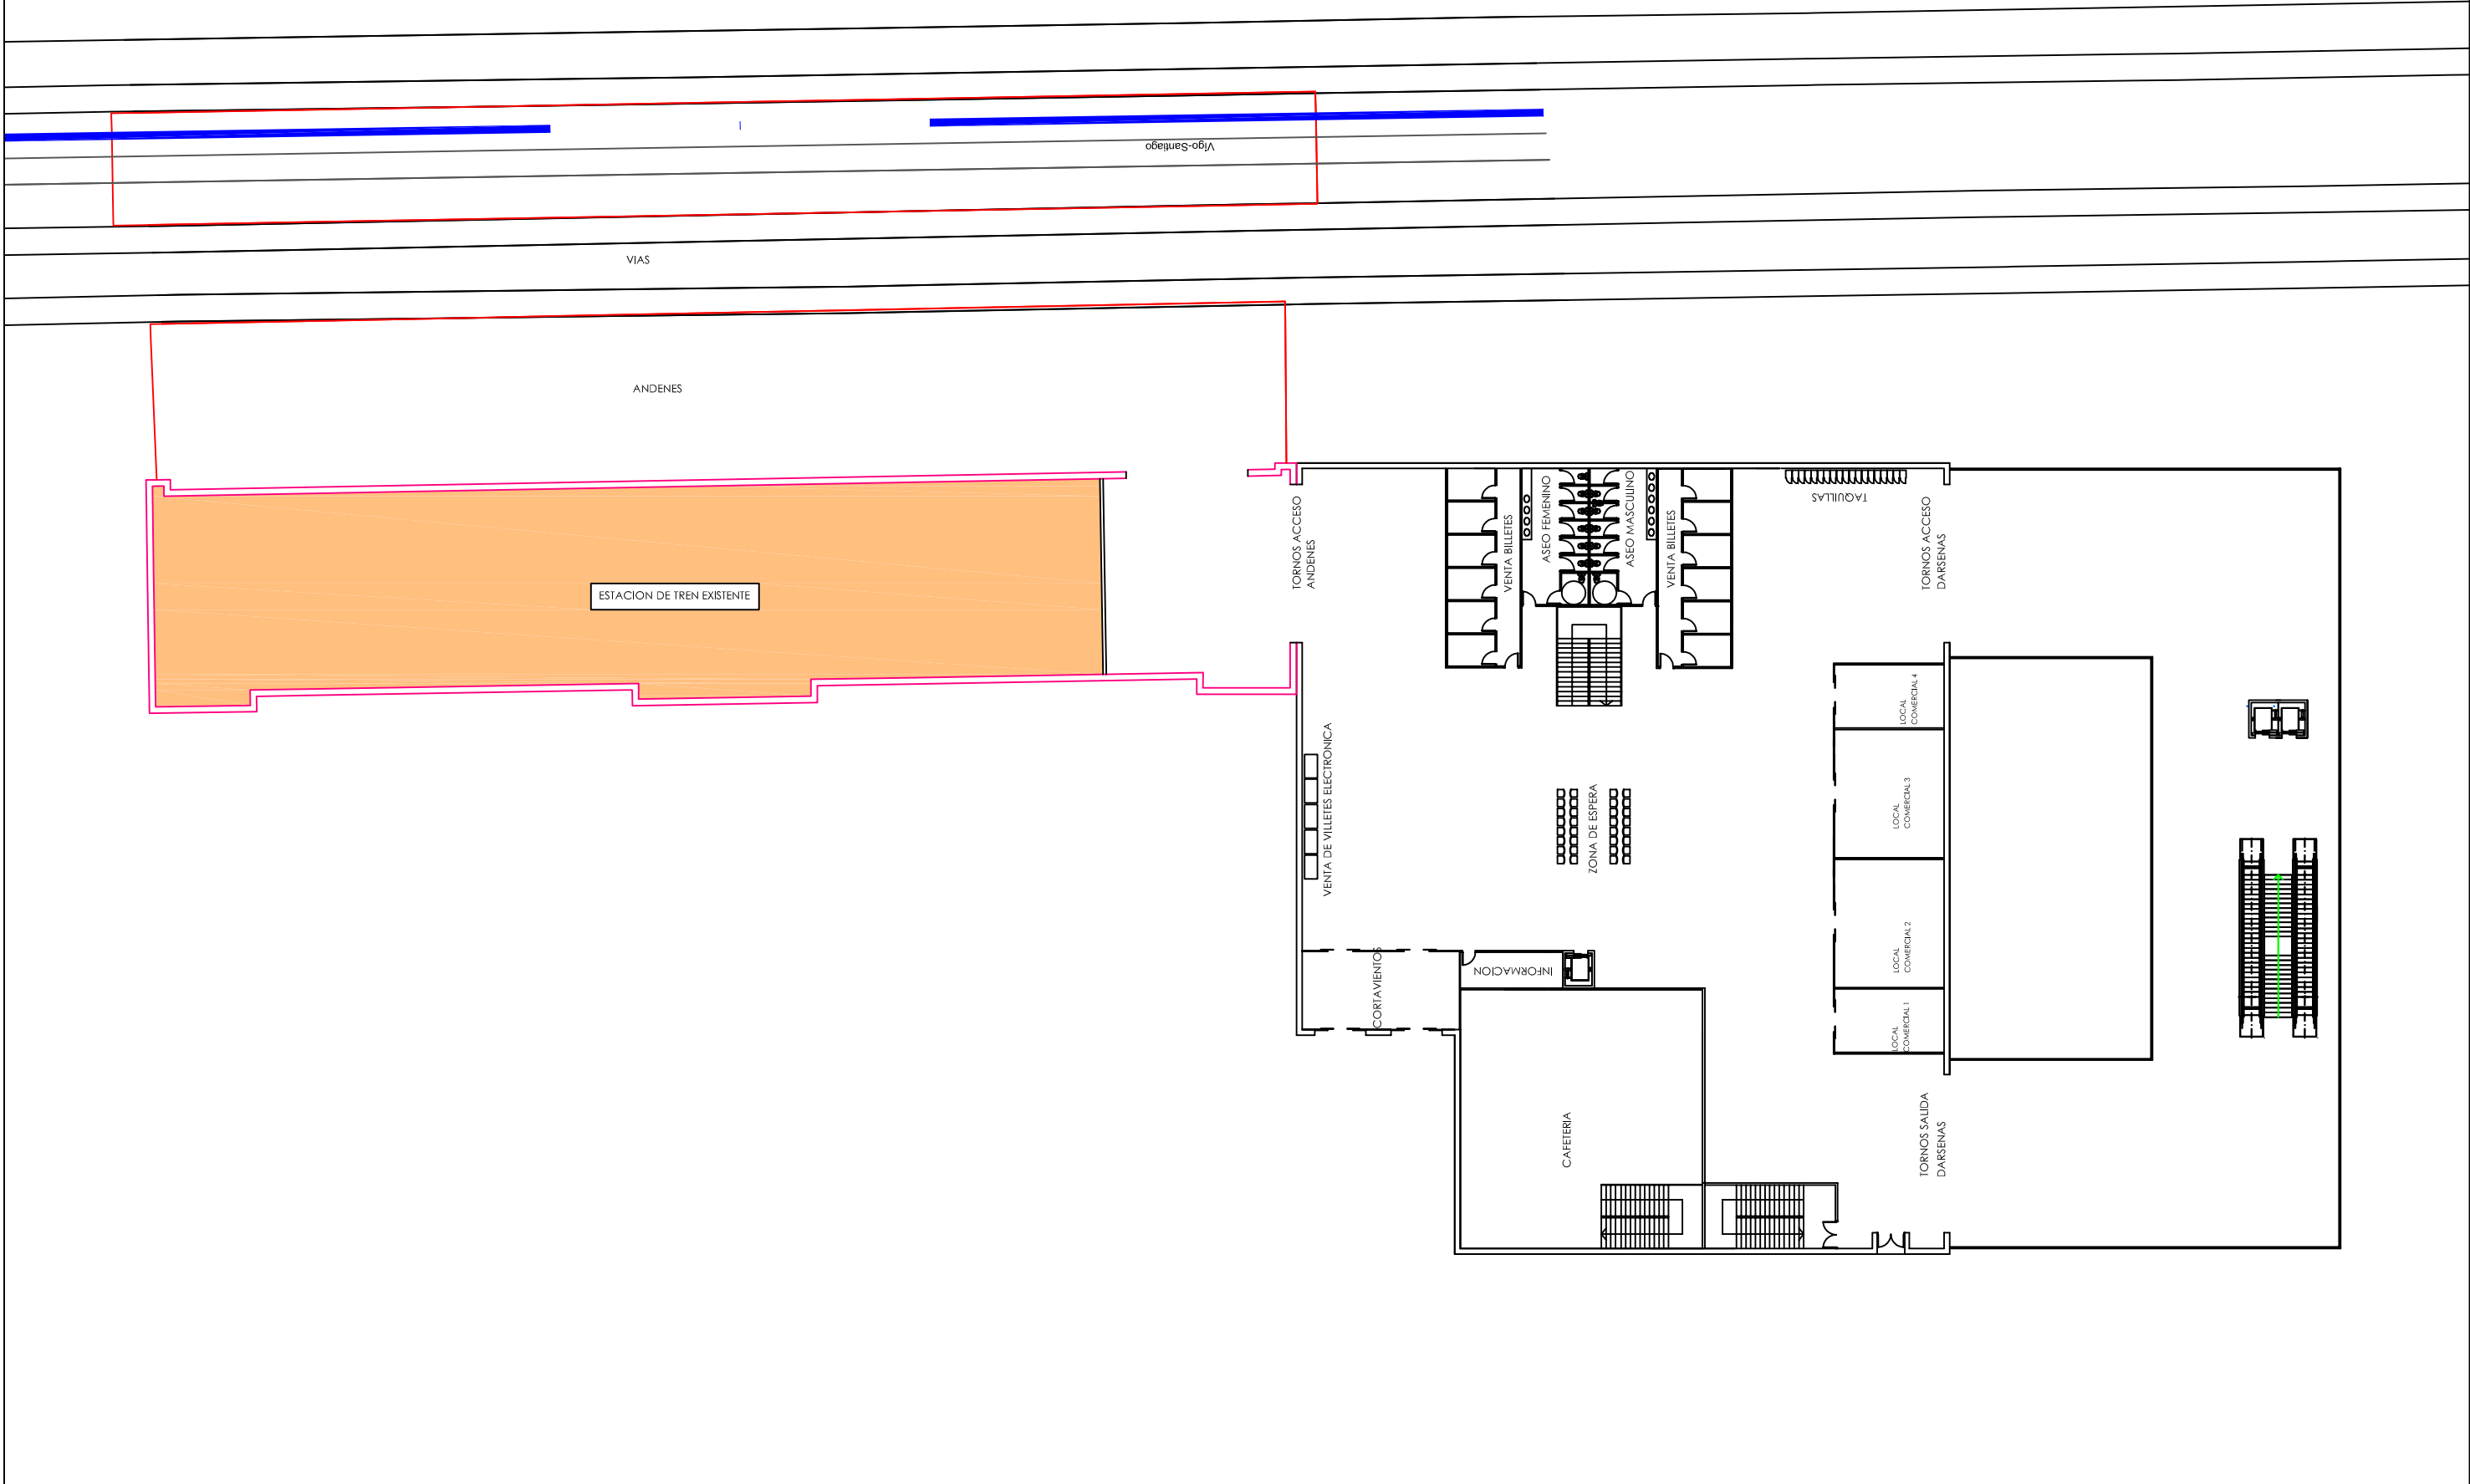 Vigo-Santiago
VIAS
ANDENES
ESTACION DE TREN EXISTENTE
TORNOS ACCESO
ANDENES
VENTA BILLETES
ASEO FEMENINO
ASEO MASCULINO
VENTA BILLETES
TAQUILLAS
TORNOS ACCESO
DARSENAS
LOCAL
COMERCIAL 4
VENTA DE VILLETES ELECTRONICA
ZONA DE ESPERA
LOCAL
COMERCIAL 3
LOCAL
COMERCIAL 2
CORTAVIENTOS
INFORMACION
LOCAL
COMERCIAL 1
CAFETERIA
TORNOS SALIDA
DARSENAS